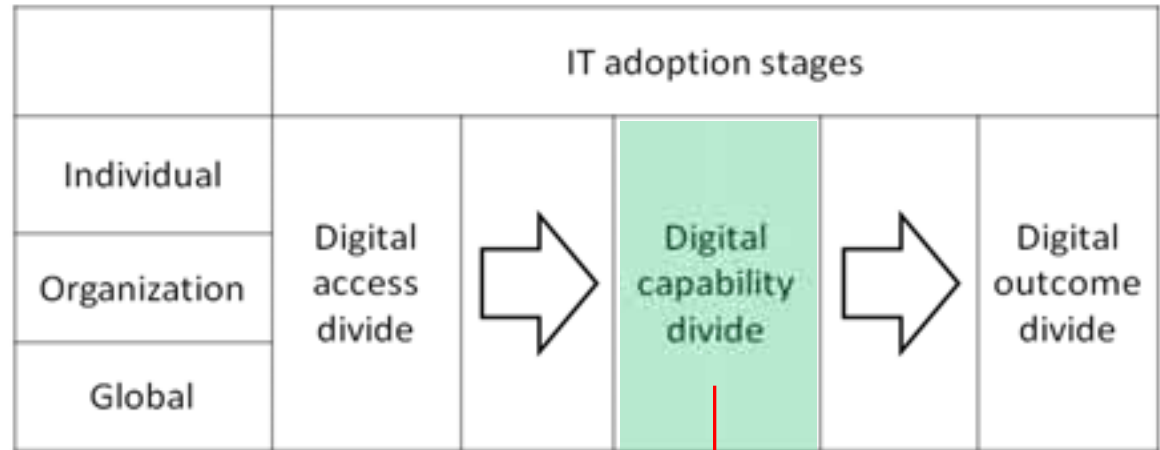 IT adoption stages
Individual
Organization
Global
Digital
access
divide
Digital
capability
divide
Digital
outcome
divide